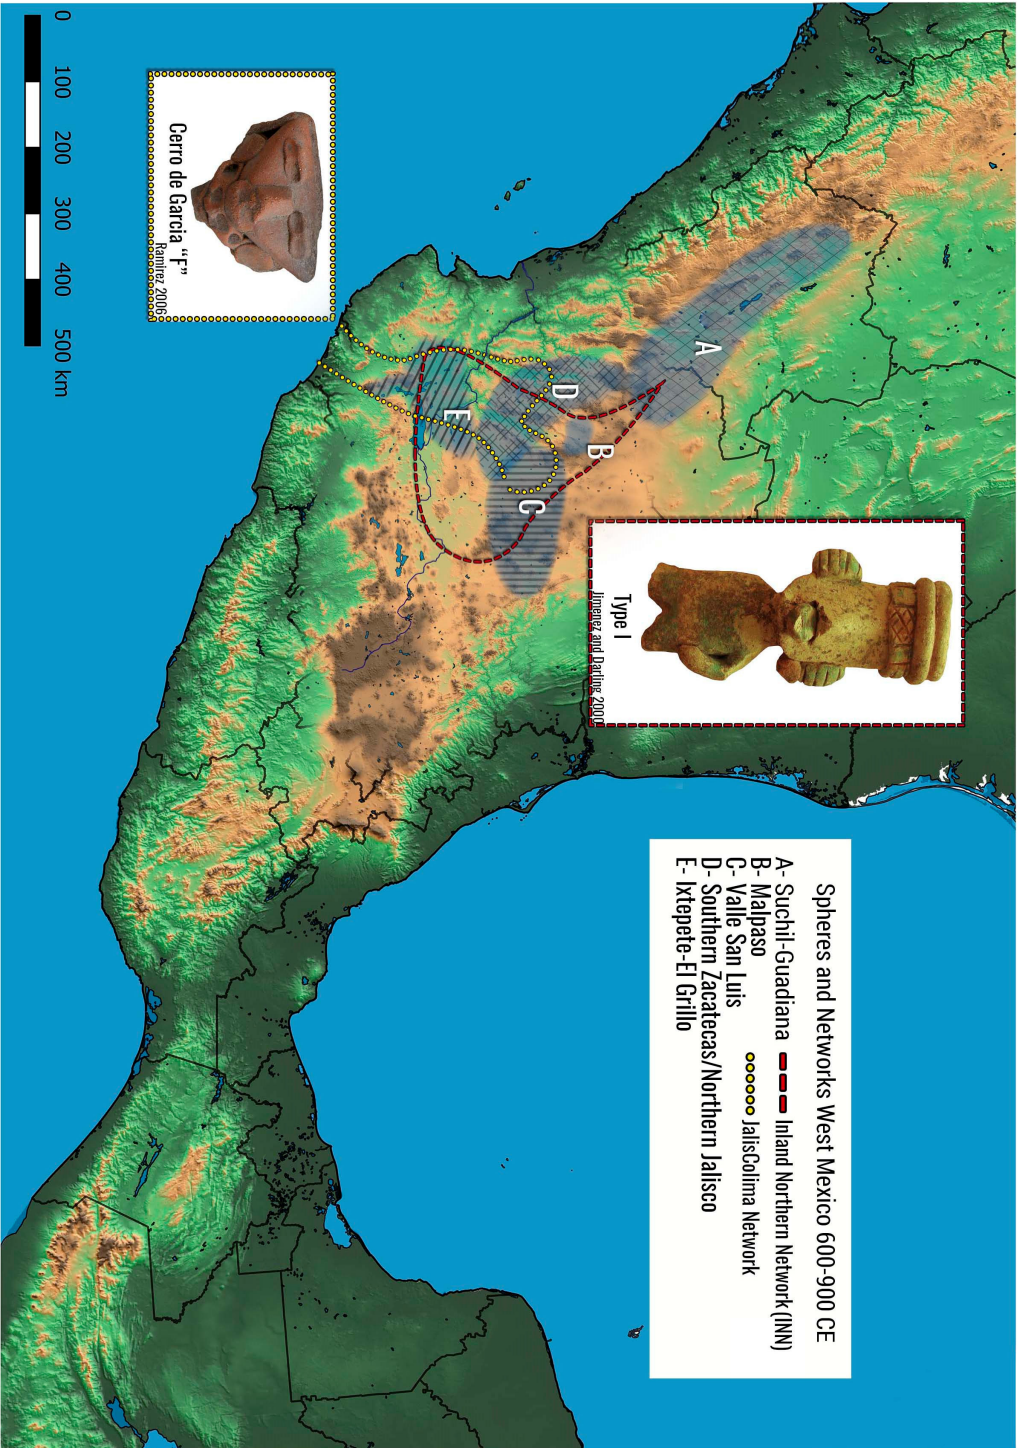 Spheres and Networks West Mexico 600-900 CE
A- Suchil-Guadiana
B- Malpaso
C- Valle San Luis
D- Southern Zacatecas/Northern Jalisco
E- Ixtepete-El Grillo
Inland Northern Network (INN)
JalisColima Network
A
B
C
D
E
Type I
Jimenez and Darling 2000
Cerro de Garcia “F”
Ramirez 2006
0 100 200 300 400 500 km